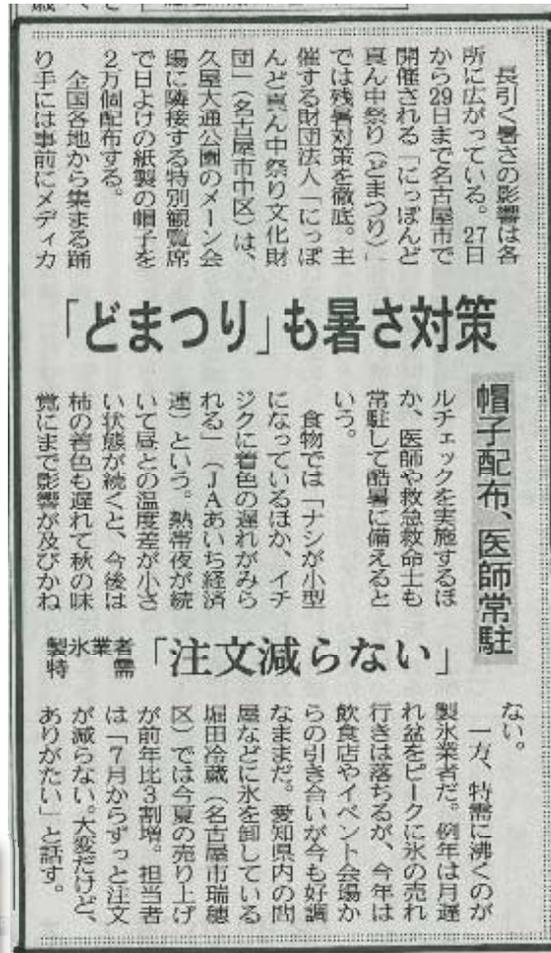 長引く暑さの影響は各
所に広がっている。27日
から29日まで名古屋市で
開催される「にっぽんど
真ん中祭り（どまつり）」
では残暑対策を徹底。主
催する財団法人「にっぽ
んど真ん中祭り文化財
団」（名古屋市中区）は、
久屋大通公園のメーン会
場に隣接する特別観覧席
で日よけの紙製の帽子を
2万個配布する。
全国各地から集まる踊
り手には事前にメディカ
「どまつり」も暑さ対策
帽子配布、医師常駐
ルチェックを実施するほ
か、医師や救急救命士も
常駐して酷暑に備えると
いう。
食物では「ナシが小型
になっているほか、イチ
ジクに着色の遅れがみら
れる」（JAあいち経済
連）という。熱帯夜が続
いて昼との温度差が小さ
い状態が続くと、今後は
柿の着色も遅れて秋の味
覚にまで影響が及びかね
製氷業者
特需
「注文減らない」
ない。
一方、特需に沸くのが
製氷業者だ。例年は月遅
れ盆をピークに氷の売れ
行きは落ちるが、今年は
飲食店やイベント会場か
らの引き合いが今も好調
なままだ。愛知県内の問
屋などに氷を卸している
堀田冷蔵（名古屋市瑞穂
区）では今夏の売り上げ
が前年比3割増。担当者
は「7月からずっと注文
が減らない。大変だけど、
ありがたい」と話す。